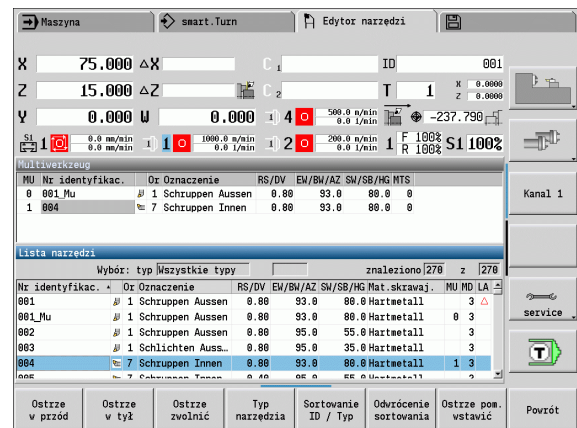 Maszyna smart.Turn Edytor narzędzi
X 75.000 △X C 1 ID 001
Z 15.000 △Z C 2 T 1 X 0.0000 Z 0.0000
Y 0.000 W 0.000 4 500.0 m/min 0.0 1/min -237.790
S1 1 0.0 mm/min 0.0 m/min 1 1000.0 m/min 0.0 1/min 2 200.0 m/min 0.0 1/min 1 F 100% R 100% S1 100%
Multiwerkzeug
MU Nr identyfikac. Or Oznaczenie RS/DV EW/BW/AZ SW/SB/HG MTS
0 001_Mu 1 Schruppen Aussen 0.80 93.0 80.0 0
1 004 7 Schruppen Innen 0.80 93.0 80.0 0
Kanal 1
Lista narzędzi
Wybór: typ Wszystkie typy znaleziono 270 z 270
Nr identyfikac. Or Oznaczenie RS/DV EW/BW/AZ SW/SB/HG Mat.skrawaj. MU MD LA
001 1 Schruppen Aussen 0.80 93.0 80.0 Hartmetall 3
001_Mu 1 Schruppen Aussen 0.80 93.0 80.0 Hartmetall 0 3
002 1 Schruppen Aussen 0.80 95.0 55.0 Hartmetall 3
003 1 Schlichten Auss… 0.80 95.0 35.0 Hartmetall 3
004 7 Schruppen Innen 0.80 93.0 80.0 Hartmetall 1 3
service
T
Ostrze w przód
Ostrze w tył
Ostrze zwolnić
Typ narzędzia
Sortowanie ID / Typ
Odwrócenie sortowania
Ostrze pom. wstawić
Powrót